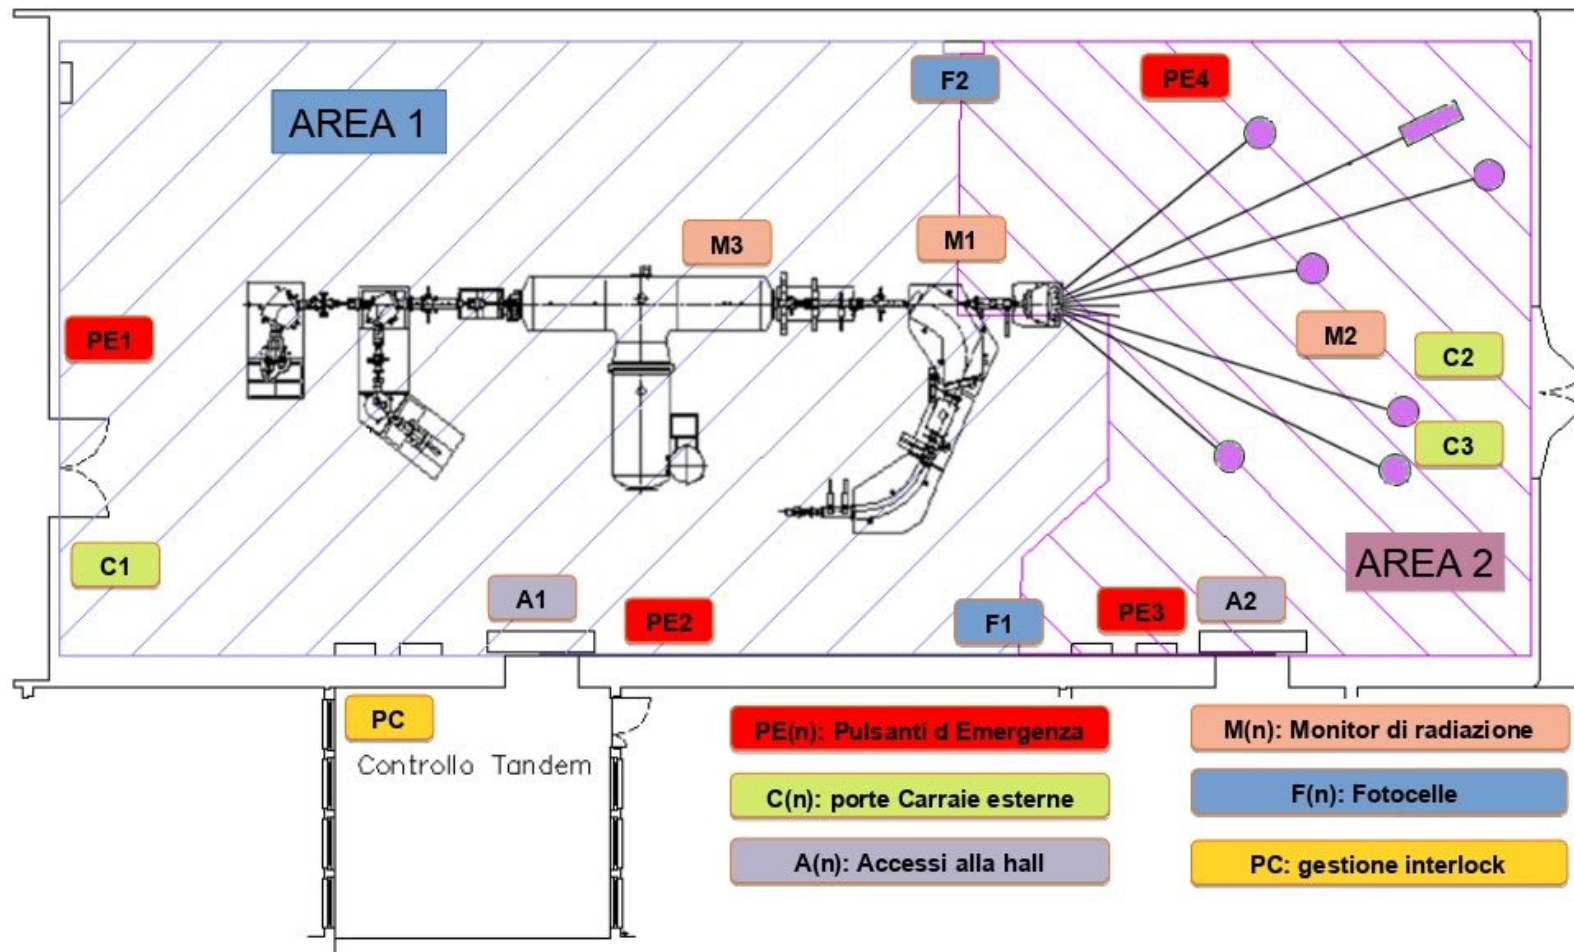 F2
PE4
AREA 1
M3
M1
PE1
M2
C2
C3
C1
AREA 2
A1
PE2
F1
PE3
A2
PC
Controllo Tandem
PE(n): Pulsanti d Emergenza
M(n): Monitor di radiazione
C(n): porte Carraie esterne
F(n): Fotocelle
A(n): Accessi alla hall
PC: gestione interlock